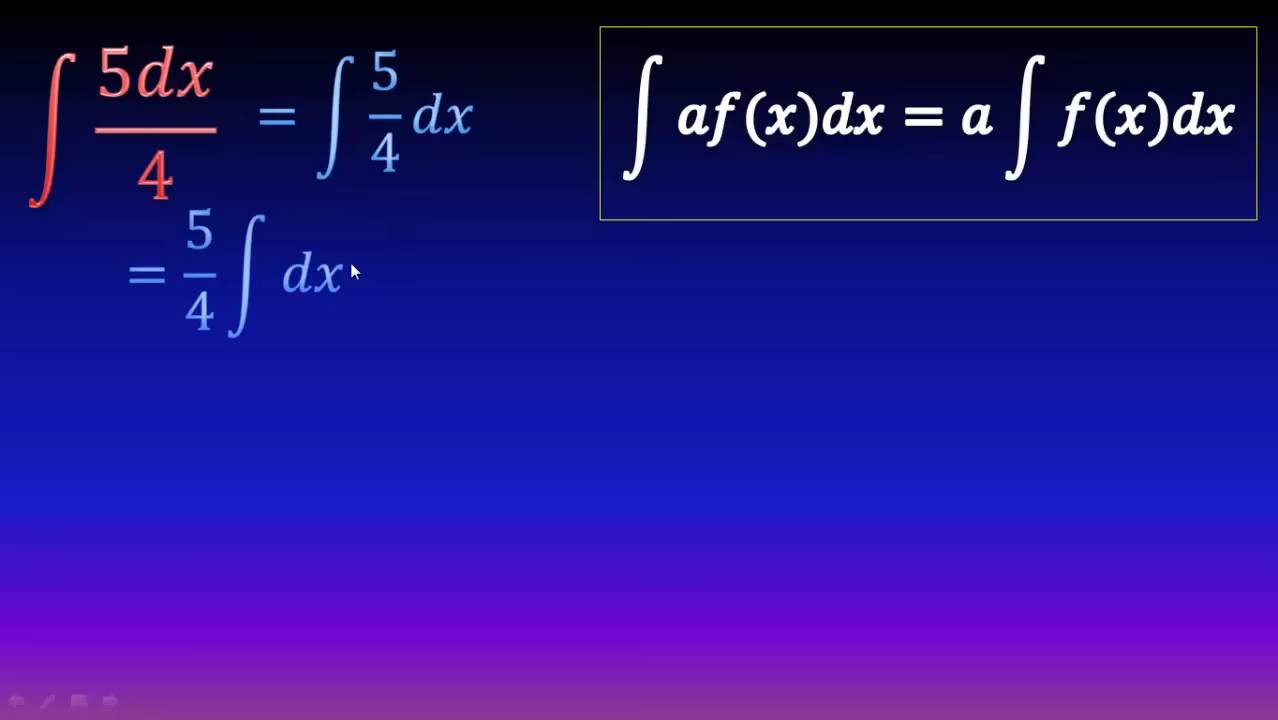 ∫ 5dx/4 = ∫ 5/4 dx
= 5/4 ∫ dx
∫ af(x)dx = a ∫ f(x)dx